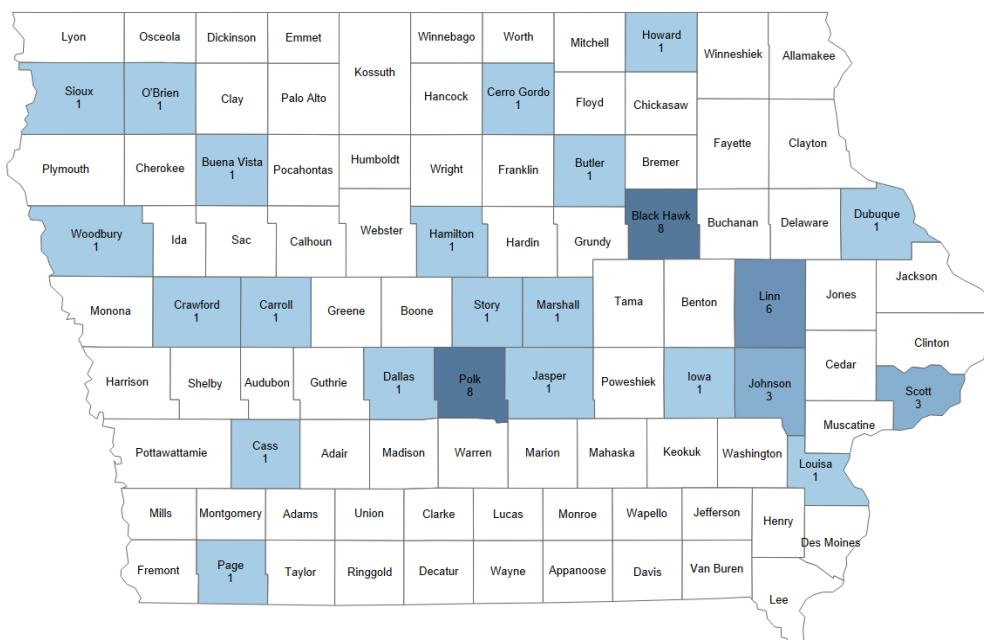 Lyon
Osceola
Dickinson
Emmet
Kossuth
Winnebago
Worth
Mitchell
Howard
1
Winneshiek
Allamakee
Sioux
1
O'Brien
1
Clay
Palo Alto
Hancock
Cerro Gordo
1
Floyd
Chickasaw
Plymouth
Cherokee
Buena Vista
1
Pocahontas
Humboldt
Wright
Franklin
Butler
1
Bremer
Fayette
Clayton
Woodbury
1
Ida
Sac
Calhoun
Webster
Hamilton
1
Hardin
Grundy
Black Hawk
8
Buchanan
Delaware
Dubuque
1
Monona
Crawford
1
Carroll
1
Greene
Boone
Story
1
Marshall
1
Tama
Benton
Linn
6
Jones
Jackson
Clinton
Harrison
Shelby
Audubon
Guthrie
Dallas
1
Polk
8
Jasper
1
Poweshiek
Iowa
1
Johnson
3
Cedar
Scott
3
Muscatine
Pottawattamie
Cass
1
Adair
Madison
Warren
Marion
Mahaska
Keokuk
Washington
Louisa
1
Mills
Montgomery
Adams
Union
Clarke
Lucas
Monroe
Wapello
Jefferson
Henry
Des Moines
Fremont
Page
1
Taylor
Ringgold
Decatur
Wayne
Appanoose
Davis
Van Buren
Lee